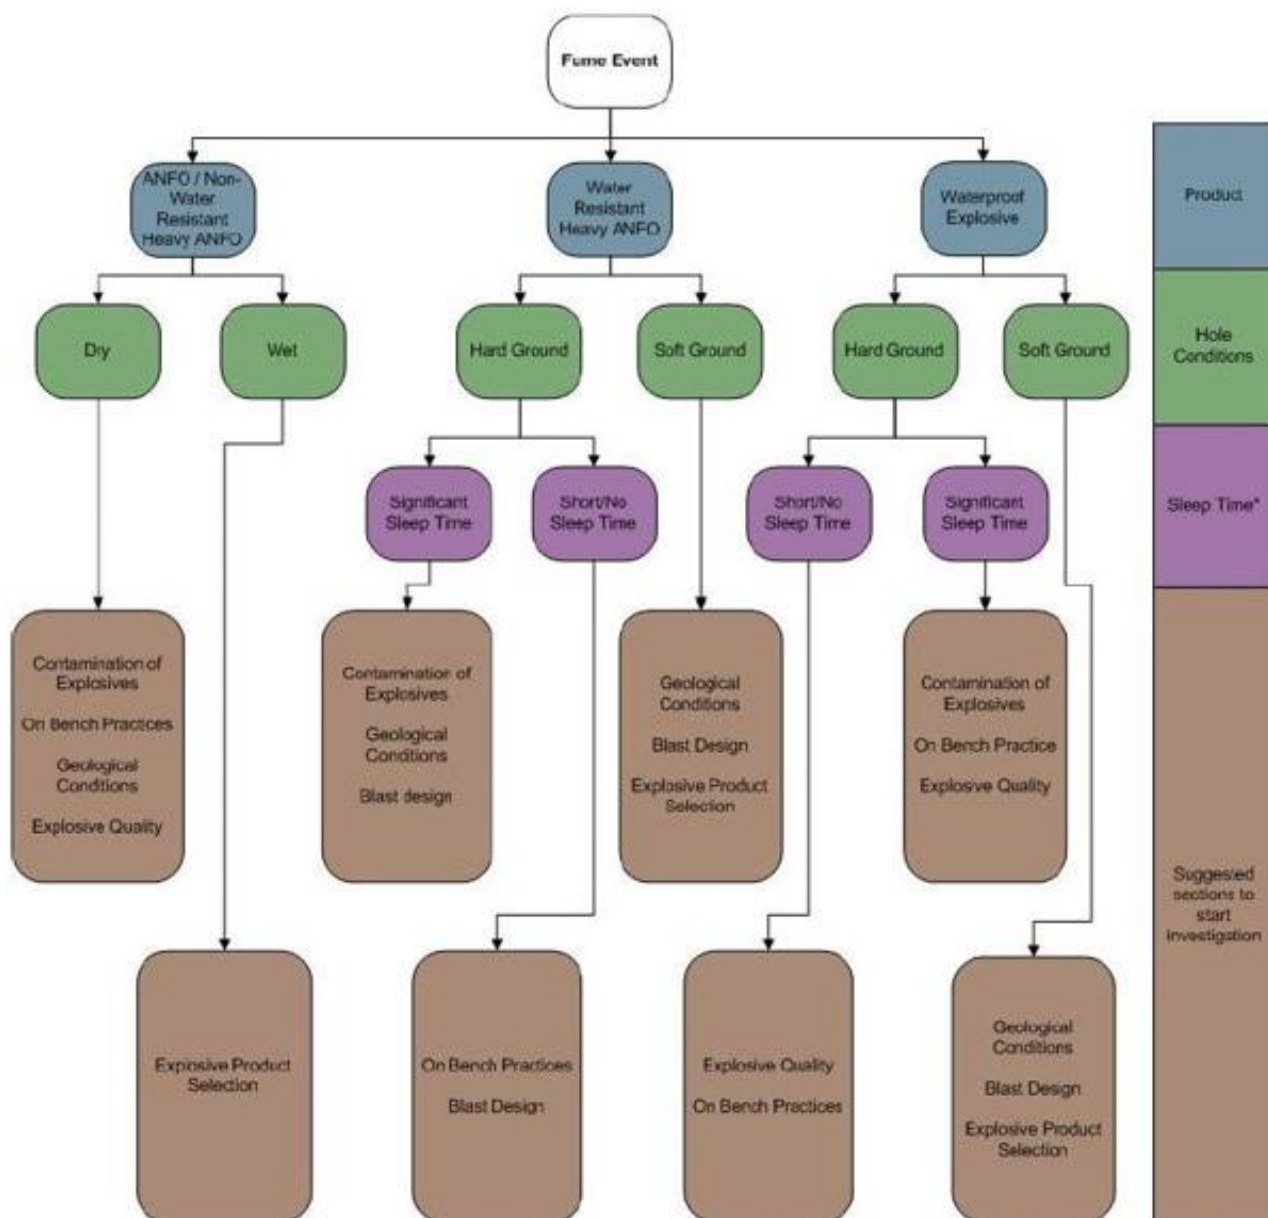 Fume Event
ANFO / Non-
Water
Resistant
Heavy ANFO
Water
Resistant
Heavy ANFO
Waterproof
Explosive
Product
Dry
Wet
Hard Ground
Soft Ground
Hard Ground
Soft Ground
Hole
Conditions
Significant
Sleep Time
Short/No
Sleep Time
Short/No
Sleep Time
Significant
Sleep Time
Sleep Time*
Contamination of
Explosives
On Bench Practices
Geological
Conditions
Explosive Quality
Contamination of
Explosives
Geological
Conditions
Blast design
Geological
Conditions
Blast Design
Explosive Product
Selection
Contamination of
Explosives
On Bench Practice
Explosive Quality
Suggested
sections to
start
investigation
Explosive Product
Selection
On Bench Practices
Blast Design
Explosive Quality
On Bench Practices
Geological
Conditions
Blast Design
Explosive Product
Selection